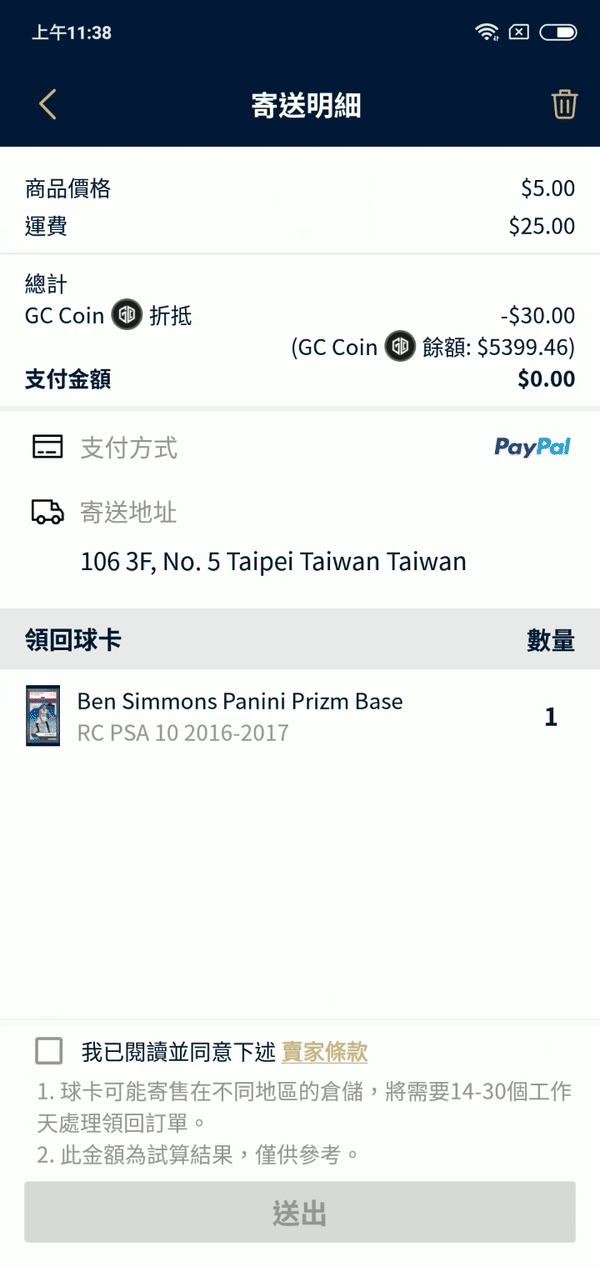 上午11:38
寄送明細
商品價格 $5.00
運費 $25.00
總計
GC Coin 折抵 -$30.00
(GC Coin 餘額: $5399.46)
支付金額 $0.00
支付方式 PayPal
寄送地址
106 3F, No. 5 Taipei Taiwan Taiwan
領回球卡 數量
Ben Simmons Panini Prizm Base
RC PSA 10 2016-2017
1
我已閱讀並同意下述 賣家條款
1. 球卡可能寄售在不同地區的倉儲，將需要14-30個工作
天處理領回訂單。
2. 此金額為試算結果，僅供參考。
送出